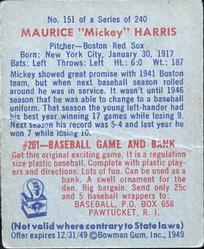 No. 151 of a Series of 240
MAURICE "Mickey" HARRIS
Pitcher—Boston Red Sox
Born: New York City, January 30, 1917
Bats: Left Throws: Left Ht.: 6:0 Wt.: 187
Mickey showed great promise with 1941 Boston
team, but when next baseball season rolled
around he was in service. It wasn't until 1946
season that he was able to change to a baseball
uniform. That season the young left-hander had
his best year winning 17 games while losing 9.
Next season his record was 5-4 and last year he
won 7 while losing 10.
#201—BASEBALL GAME AND BANK
Get this original exciting game. It is a regulation
size plastic baseball. Complete with plastic players
and directions. Lots of fun. Can be used as a
bank. A swell ornament for
the den. Big bargain. Send only 25c
and 5 Baseball wrappers to
BASEBALL, P.O. BOX 658
PAWTUCKET, R. I.
(Not valid where contrary to State laws)
Offer expires 12/31/49 ©Bowman Gum, Inc., 1949